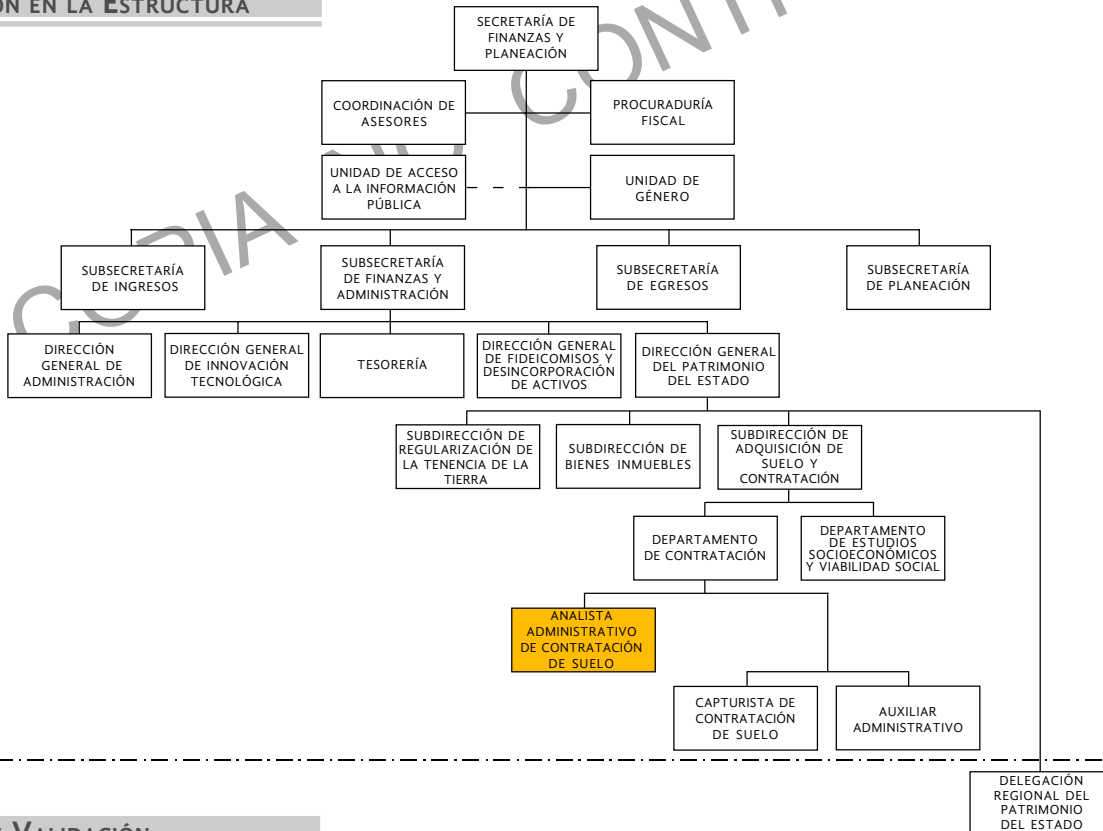 ÓN EN LA ESTRUCTURA
SECRETARÍA DE
FINANZAS Y
PLANEACIÓN
COORDINACIÓN DE
ASESORES
PROCURADURÍA
FISCAL
UNIDAD DE ACCESO
A LA INFORMACIÓN
PÚBLICA
UNIDAD DE
GÉNERO
SUBSECRETARÍA
DE INGRESOS
SUBSECRETARÍA
DE FINANZAS Y
ADMINISTRACIÓN
SUBSECRETARÍA
DE EGRESOS
SUBSECRETARÍA
DE PLANEACIÓN
DIRECCIÓN
GENERAL DE
ADMINISTRACIÓN
DIRECCIÓN GENERAL
DE INNOVACIÓN
TECNOLÓGICA
TESORERÍA
DIRECCIÓN GENERAL
DE FIDEICOMISOS Y
DESINCORPORACIÓN
DE ACTIVOS
DIRECCIÓN GENERAL
DEL PATRIMONIO
DEL ESTADO
SUBDIRECCIÓN DE
REGULARIZACIÓN DE
LA TENENCIA DE LA
TIERRA
SUBDIRECCIÓN DE
BIENES INMUEBLES
SUBDIRECCIÓN DE
ADQUISICIÓN DE
SUELO Y
CONTRATACIÓN
DEPARTAMENTO
DE CONTRATACIÓN
DEPARTAMENTO
DE ESTUDIOS
SOCIOECONÓMICOS
Y VIABILIDAD SOCIAL
ANALISTA
ADMINISTRATIVO
DE CONTRATACIÓN
DE SUELO
CAPTURISTA DE
CONTRATACIÓN
DE SUELO
AUXILIAR
ADMINISTRATIVO
DELEGACIÓN
REGIONAL DEL
PATRIMONIO
DEL ESTADO
VALIDACIÓN